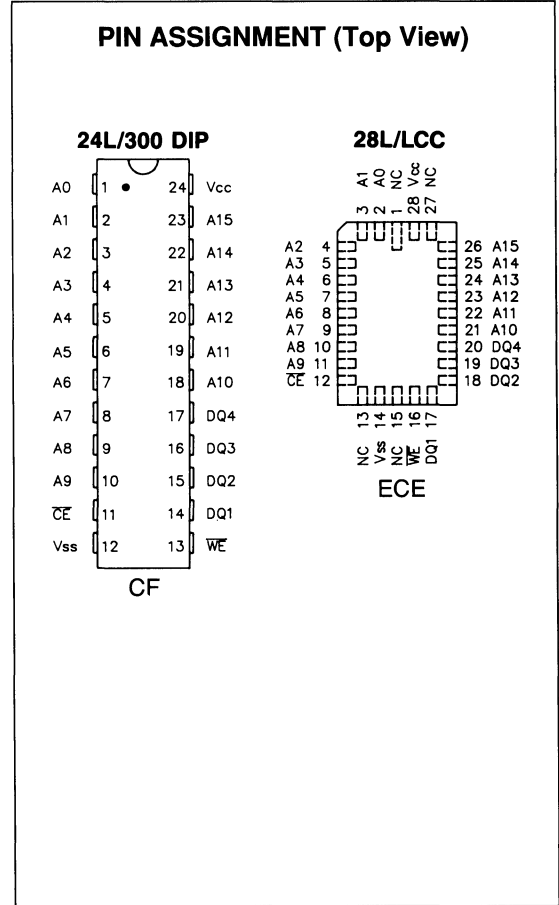 PIN ASSIGNMENT (Top View)
24L/300 DIP
A0 1 24 Vcc
A1 2 23 A15
A2 3 22 A14
A3 4 21 A13
A4 5 20 A12
A5 6 19 A11
A6 7 18 A10
A7 8 17 DQ4
A8 9 16 DQ3
A9 10 15 DQ2
C̅E̅ 11 14 DQ1
Vss 12 13 W̅E̅
CF
28L/LCC
A1 A0 NC Vcc NC
3 2 1 28 27
A2 4 26 A15
A3 5 25 A14
A4 6 24 A13
A5 7 23 A12
A6 8 22 A11
A7 9 21 A10
A8 10 20 DQ4
A9 11 19 DQ3
C̅E̅ 12 18 DQ2
13 14 15 16 17
NC Vss NC W̅E̅ DQ1
ECE